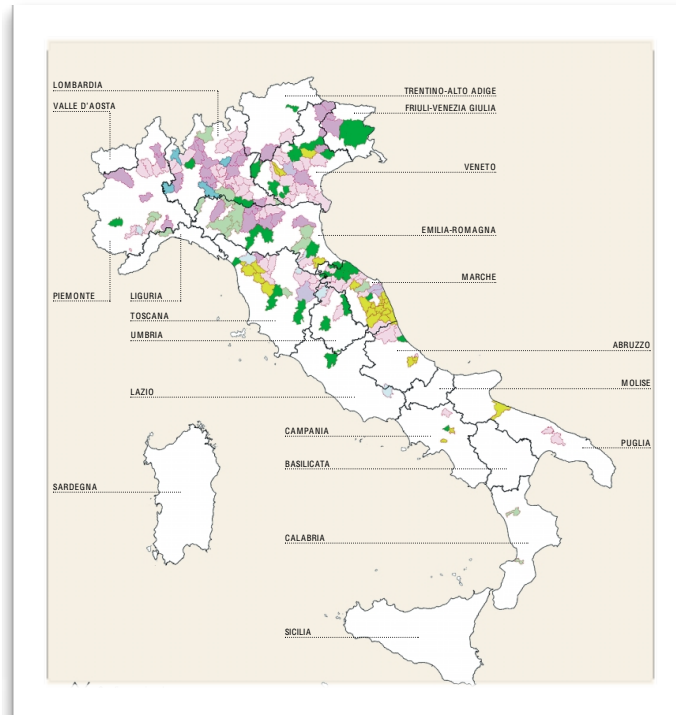 LOMBARDIA
VALLE D'AOSTA
TRENTINO-ALTO ADIGE
FRIULI-VENEZIA GIULIA
VENETO
EMILIA-ROMAGNA
MARCHE
PIEMONTE
LIGURIA
TOSCANA
UMBRIA
ABRUZZO
MOLISE
LAZIO
CAMPANIA
PUGLIA
BASILICATA
SARDEGNA
CALABRIA
SICILIA